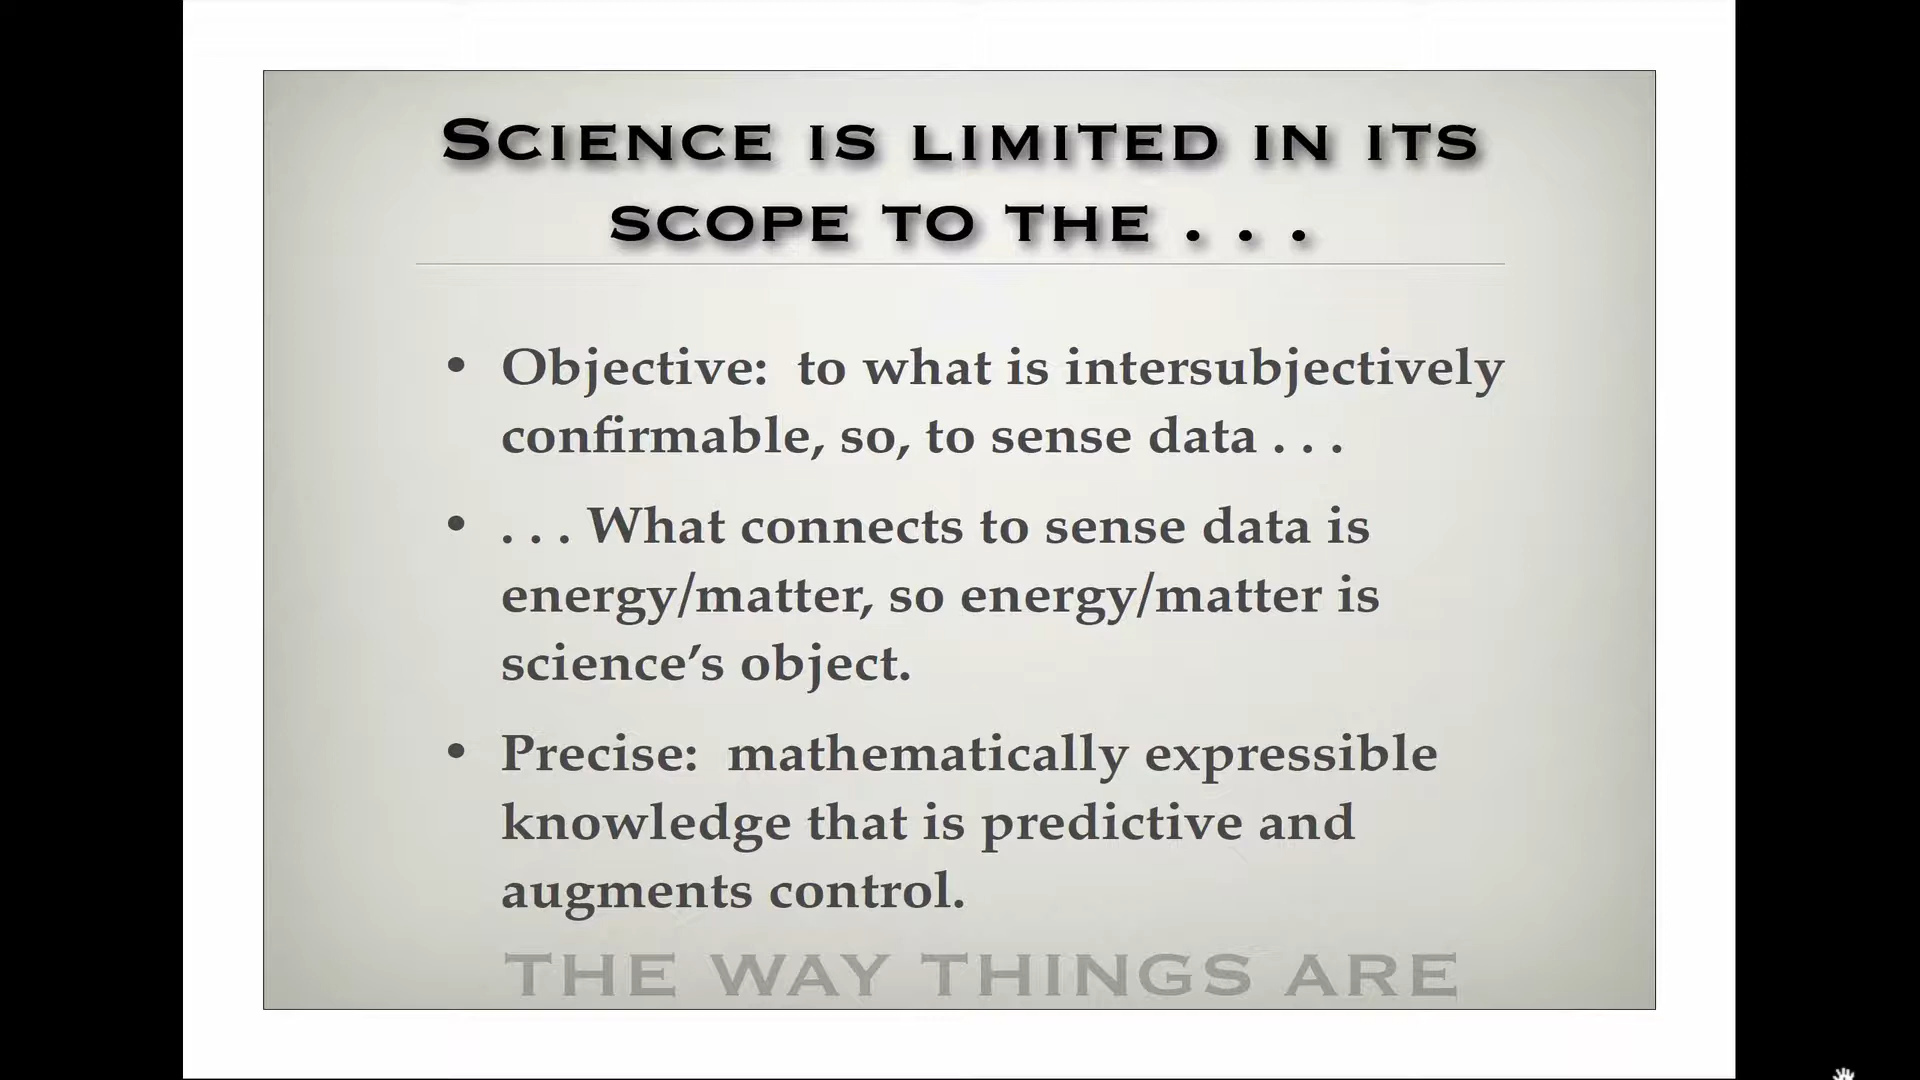 Science is limited in its
scope to the . . .
• Objective:  to what is intersubjectively
confirmable, so, to sense data . . .
• . . . What connects to sense data is
energy/matter, so energy/matter is
science’s object.
• Precise:  mathematically expressible
knowledge that is predictive and
augments control.
THE WAY THINGS ARE